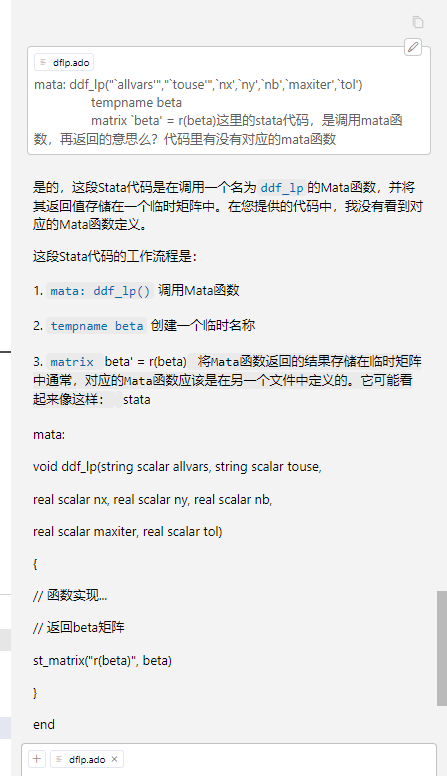 dflp.ado
mata: ddf_lp("`allvars'","`touse'",`nx',`ny',`nb',`maxiter',`tol')
tempname beta
matrix `beta' = r(beta)这里的stata代码，是调用mata函
数，再返回的意思么？代码里有没有对应的mata函数
是的，这段Stata代码是在调用一个名为 ddf_lp 的Mata函数，并将
其返回值存储在一个临时矩阵中。在您提供的代码中，我没有看到对
应的Mata函数定义。
这段Stata代码的工作流程是：
1. mata: ddf_lp() 调用Mata函数
2. tempname beta 创建一个临时名称
3. matrix beta' = r(beta) 将Mata函数返回的结果存储在临时矩阵
中通常，对应的Mata函数应该是在另一个文件中定义的。它可能看
起来像这样： stata
mata:
void ddf_lp(string scalar allvars, string scalar touse,
real scalar nx, real scalar ny, real scalar nb,
real scalar maxiter, real scalar tol)
{
// 函数实现...
// 返回beta矩阵
st_matrix("r(beta)", beta)
}
end
dflp.ado